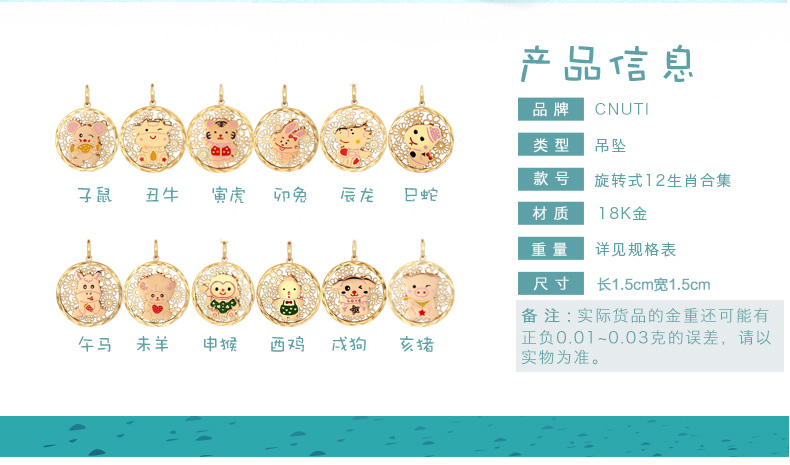 产品信息
品牌 CNUTI
类型 吊坠
款号 旋转式12生肖合集
材质 18K金
重量 详见规格表
尺寸 长1.5cm宽1.5cm
备注:实际货品的金重还可能有
正负0.01~0.03克的误差,请以
实物为准。
子鼠 丑牛 寅虎 卯兔 辰龙 巳蛇
午马 未羊 申猴 酉鸡 戌狗 亥猪